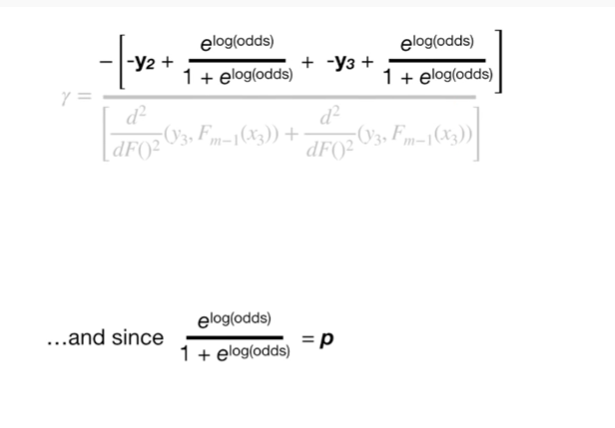 γ = -[-y2 + e^log(odds) / 1 + e^log(odds) + -y3 + e^log(odds) / 1 + e^log(odds)]
[d² / dF()² (y3, Fm−1(x3)) + d² / dF()² (y3, Fm−1(x3))]
...and since e^log(odds) / 1 + e^log(odds) = p